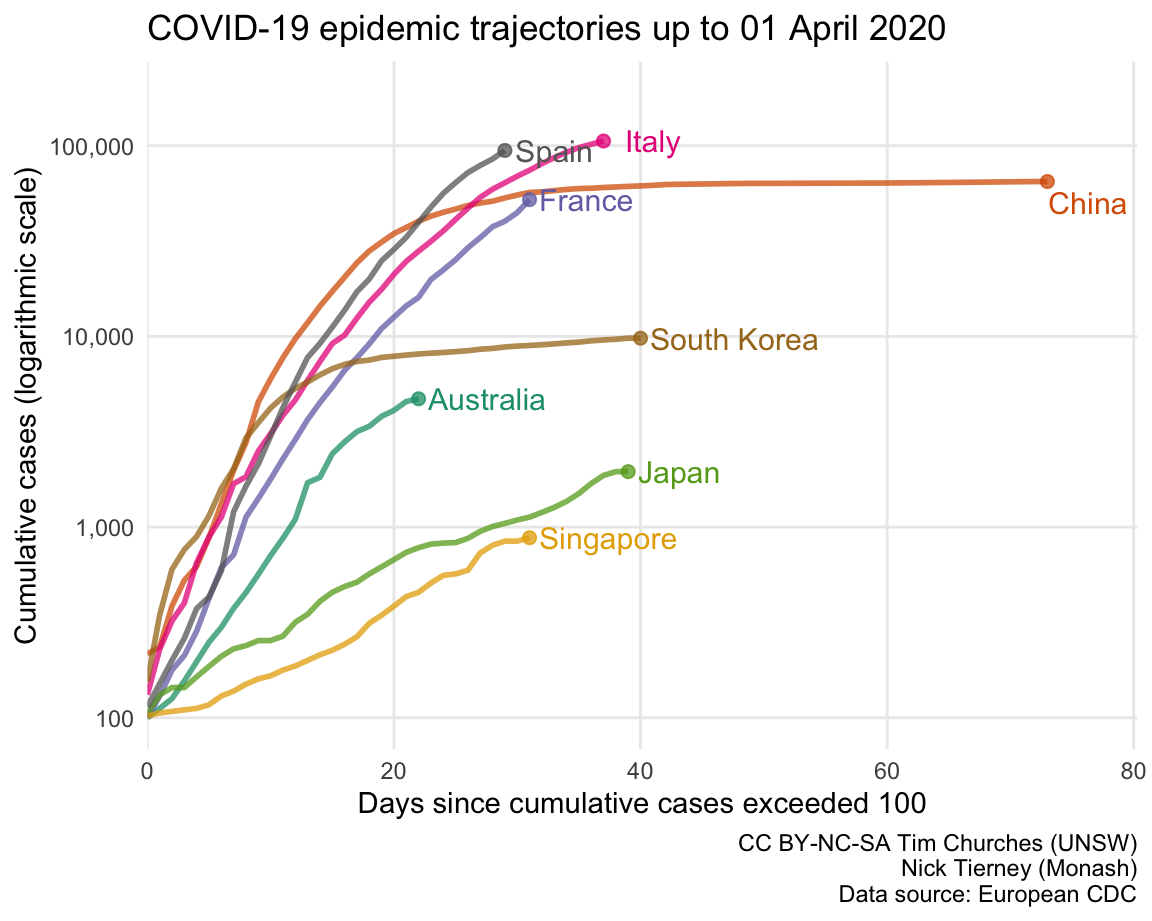 COVID-19 epidemic trajectories up to 01 April 2020
Cumulative cases (logarithmic scale)
100,000
10,000
1,000
100
Spain
Italy
France
China
South Korea
Australia
Japan
Singapore
0 20 40 60 80
Days since cumulative cases exceeded 100
CC BY-NC-SA Tim Churches (UNSW)
Nick Tierney (Monash)
Data source: European CDC